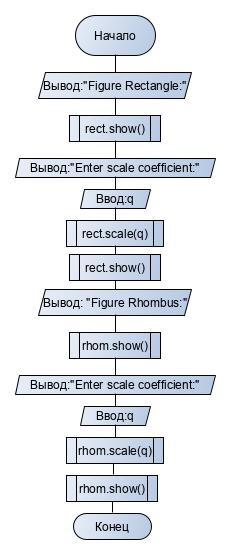 Начало
Вывод:"Figure Rectangle:"
rect.show()
Вывод:"Enter scale coefficient:"
Ввод:q
rect.scale(q)
rect.show()
Вывод: "Figure Rhombus:"
rhom.show()
Вывод:"Enter scale coefficient:"
Ввод:q
rhom.scale(q)
rhom.show()
Конец